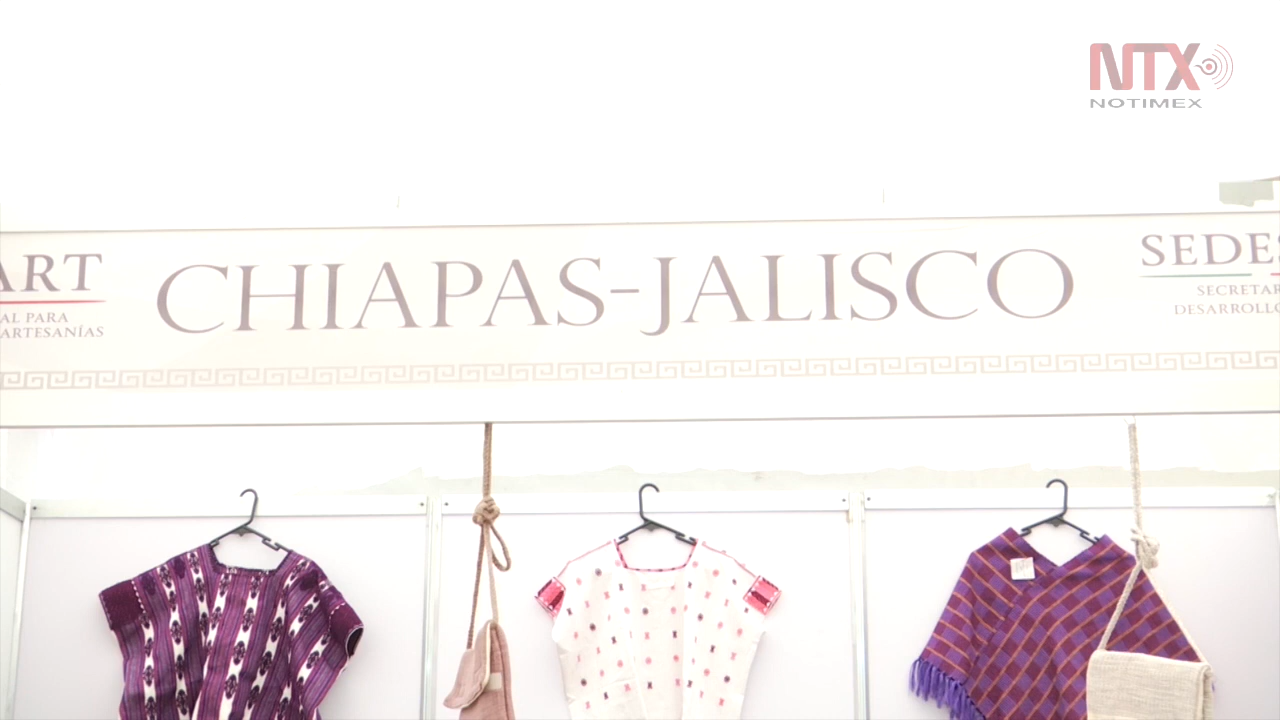 NTX
NOTIMEX
ART
CHIAPAS-JALISCO
SEDES
AL PARA
ARTESANÍAS
SECRETAR
DESARROLLO